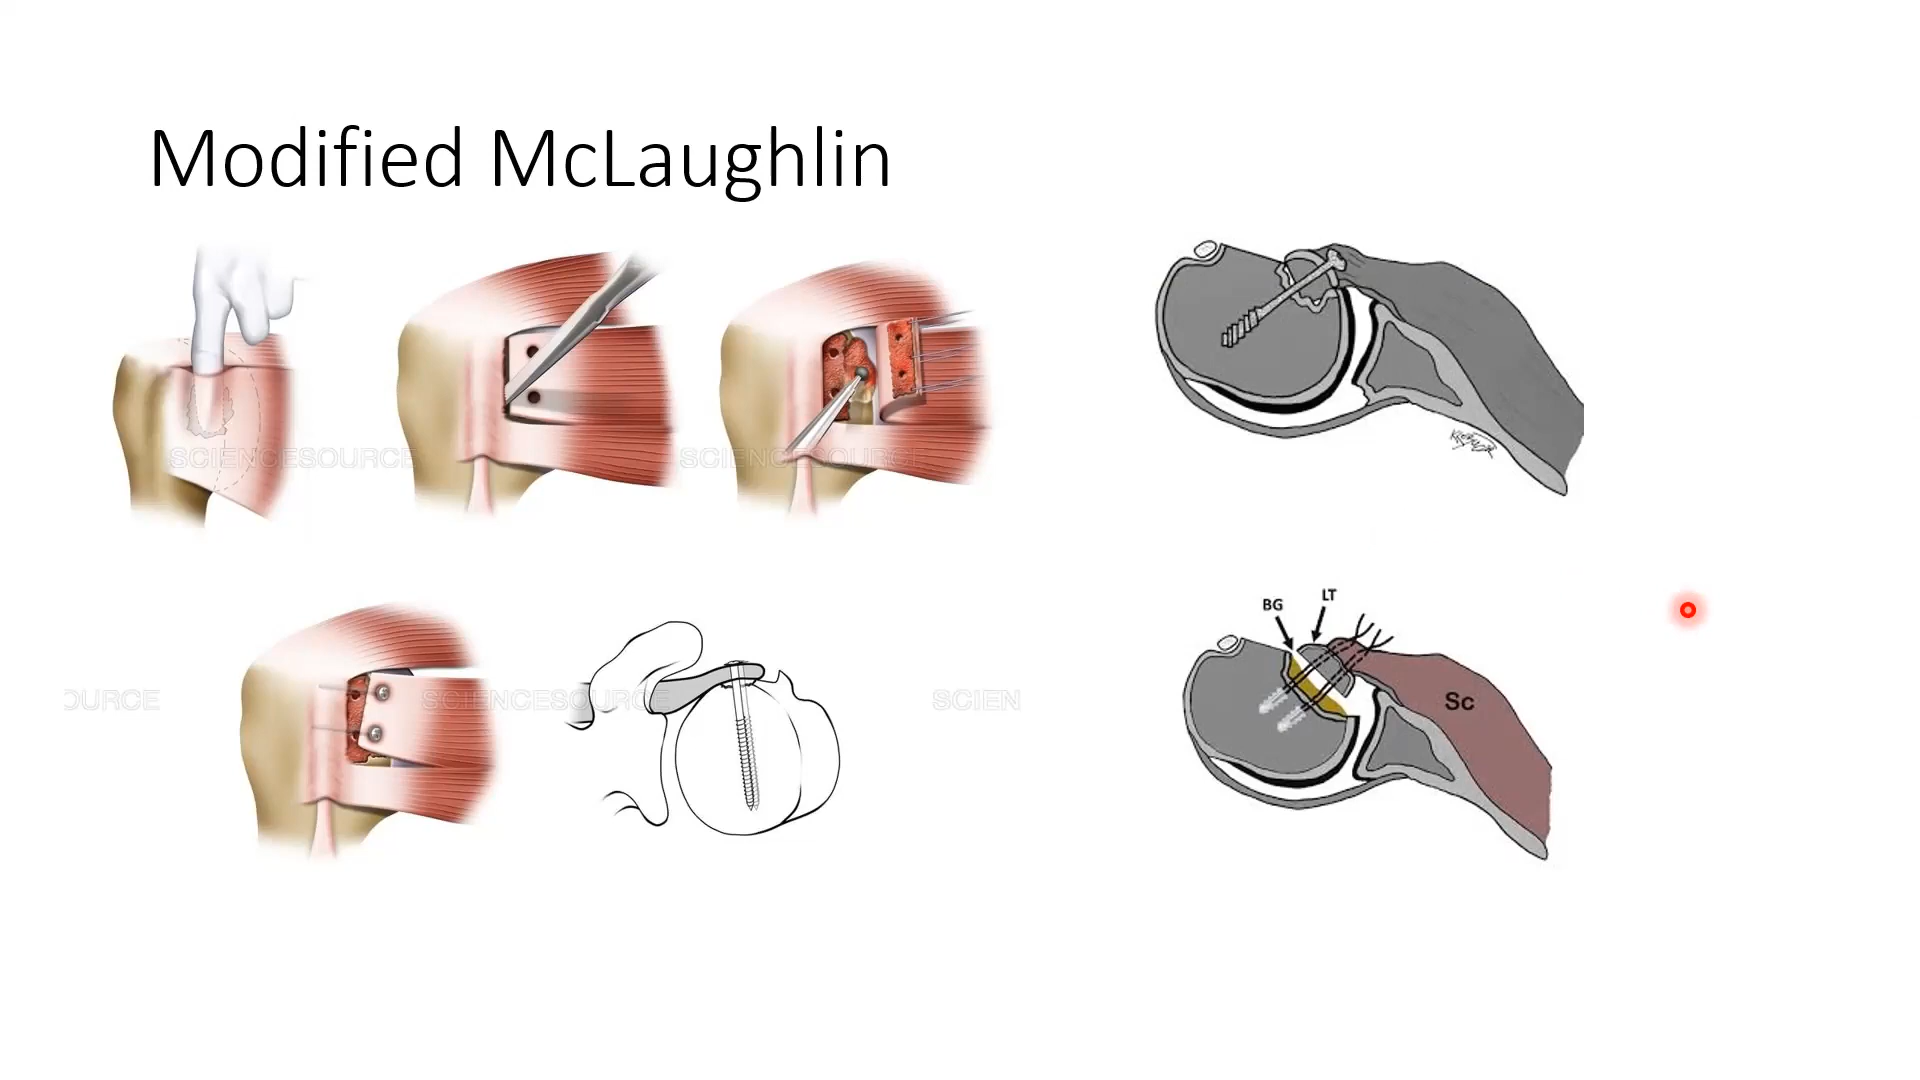 Modified McLaughlin
SCIENCESOURCE
SCIENCESOURCE
BG
LT
Sc
OURCE
SCIENCESOURCE
SCIEN